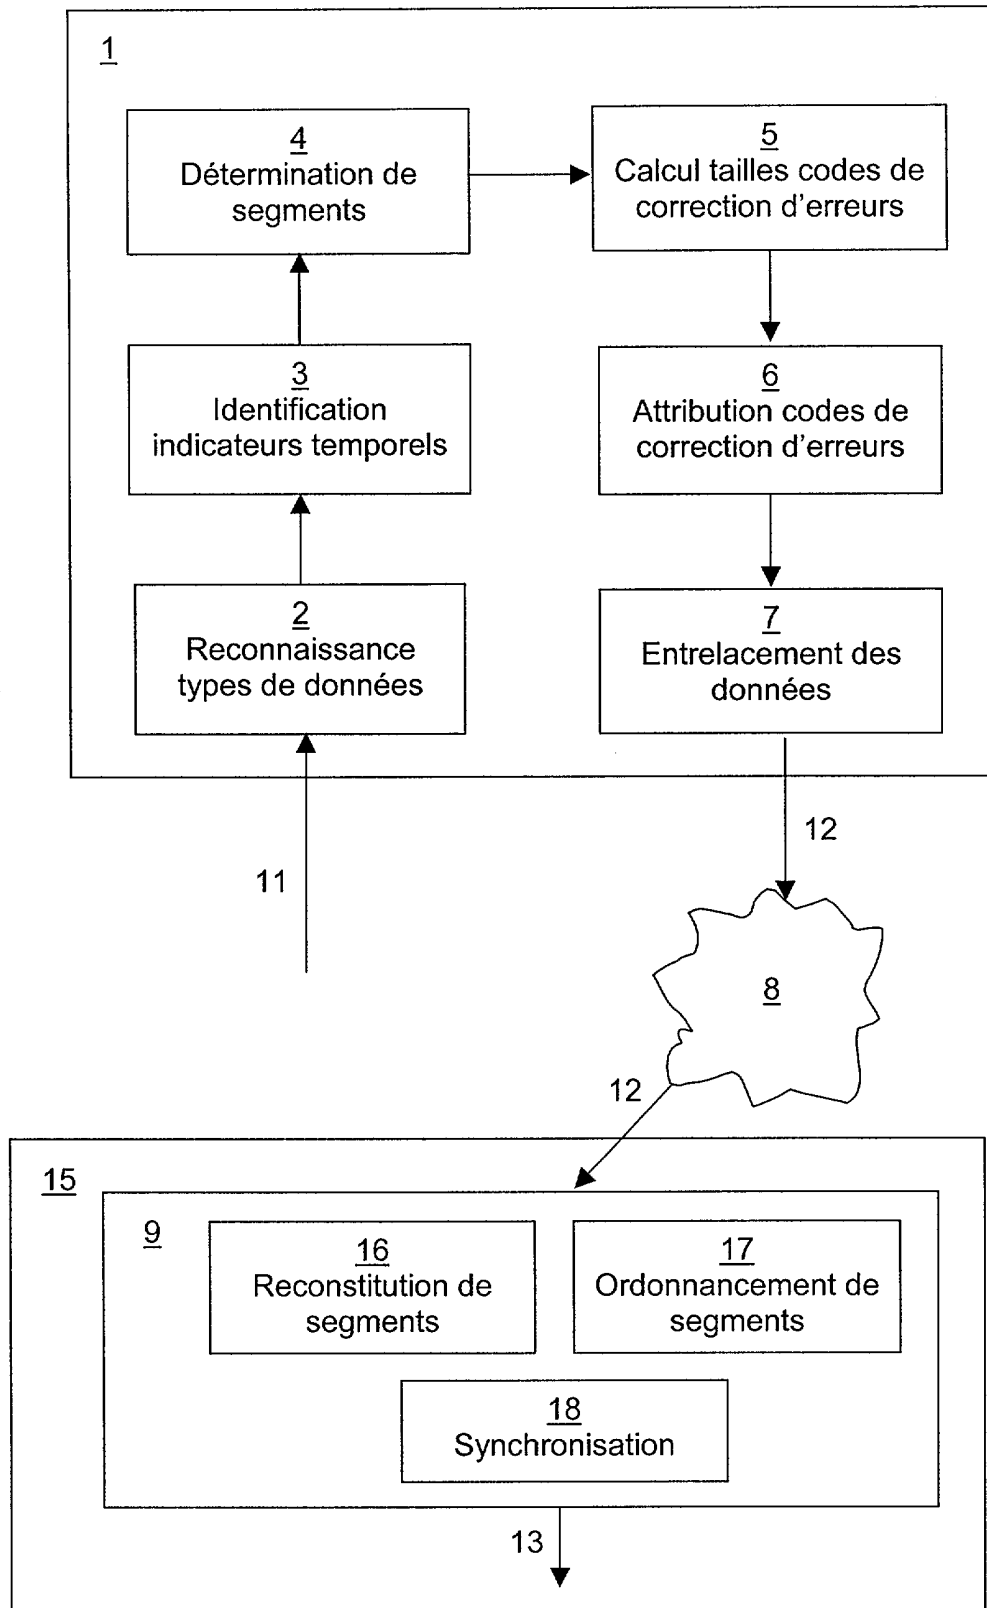 1
4
Détermination de
segments
5
Calcul tailles codes de
correction d'erreurs
3
Identification
indicateurs temporels
6
Attribution codes de
correction d'erreurs
2
Reconnaissance
types de données
7
Entrelacement des
données
11
12
8
12
15
9
16
Reconstitution de
segments
17
Ordonnancement de
segments
18
Synchronisation
13